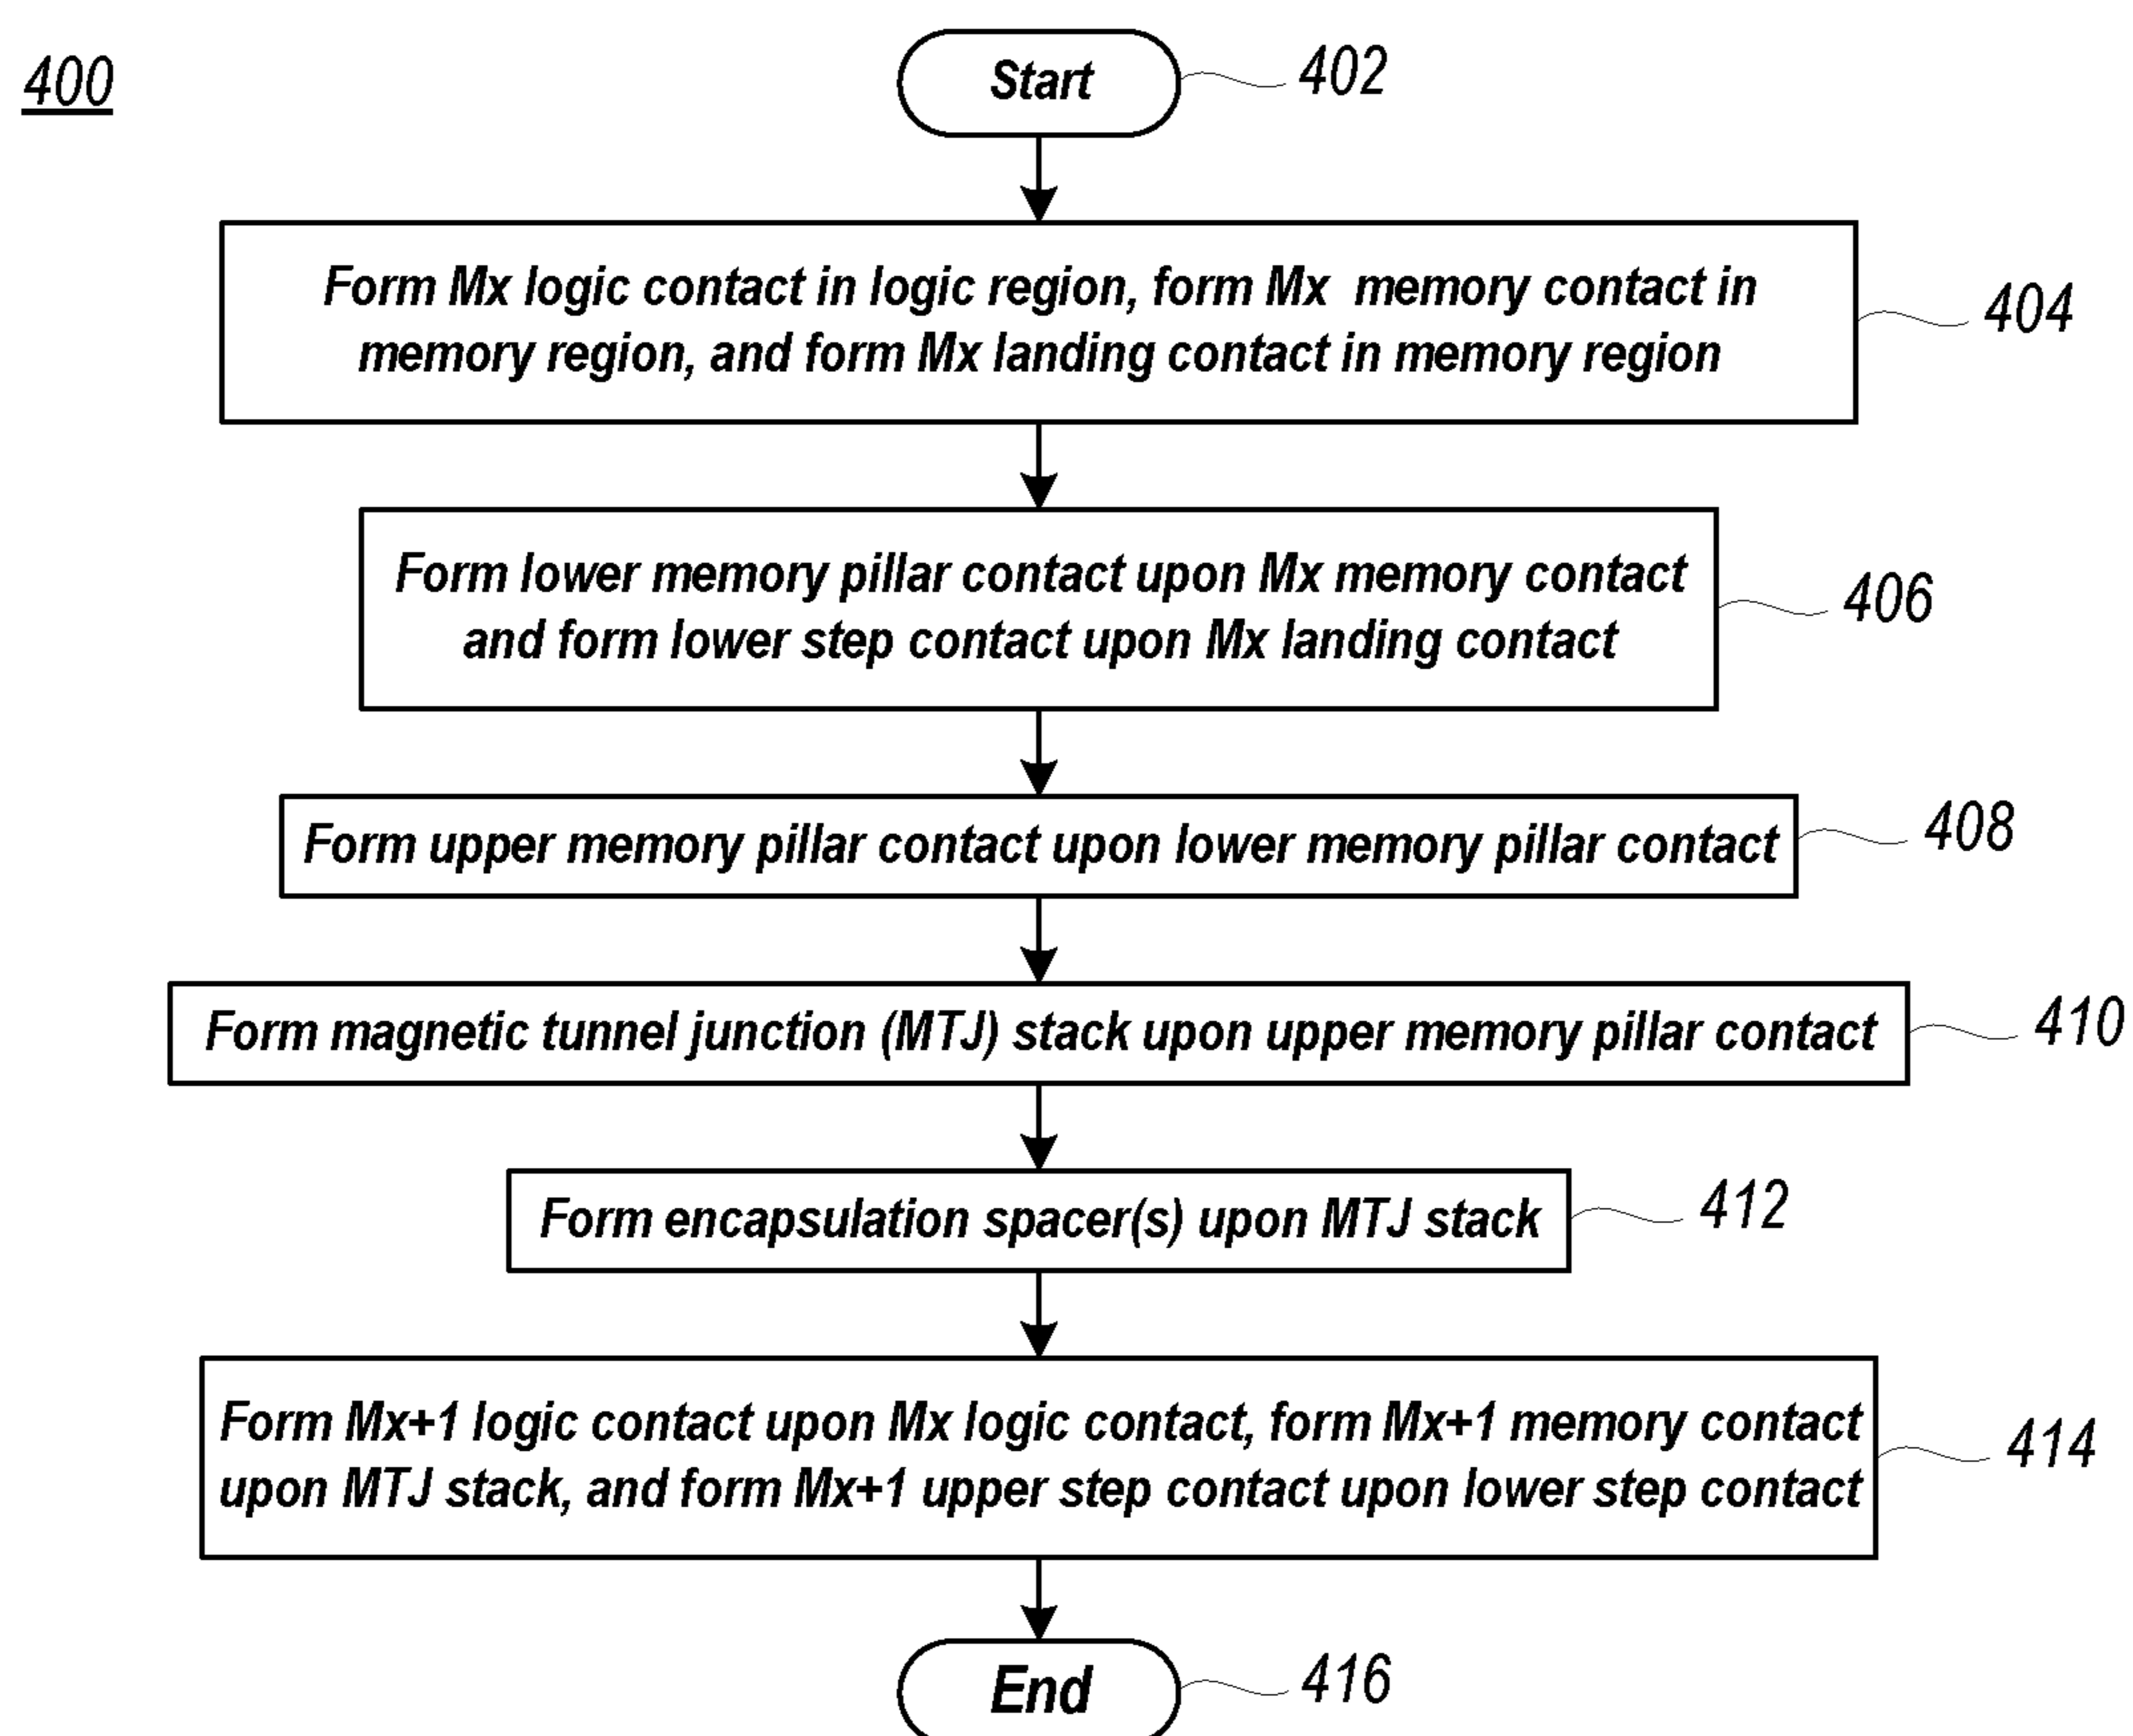 400
Start
402
Form Mx logic contact in logic region, form Mx memory contact in
memory region, and form Mx landing contact in memory region
404
Form lower memory pillar contact upon Mx memory contact
and form lower step contact upon Mx landing contact
406
Form upper memory pillar contact upon lower memory pillar contact
408
Form magnetic tunnel junction (MTJ) stack upon upper memory pillar contact
410
Form encapsulation spacer(s) upon MTJ stack
412
Form Mx+1 logic contact upon Mx logic contact, form Mx+1 memory contact
upon MTJ stack, and form Mx+1 upper step contact upon lower step contact
414
End
416